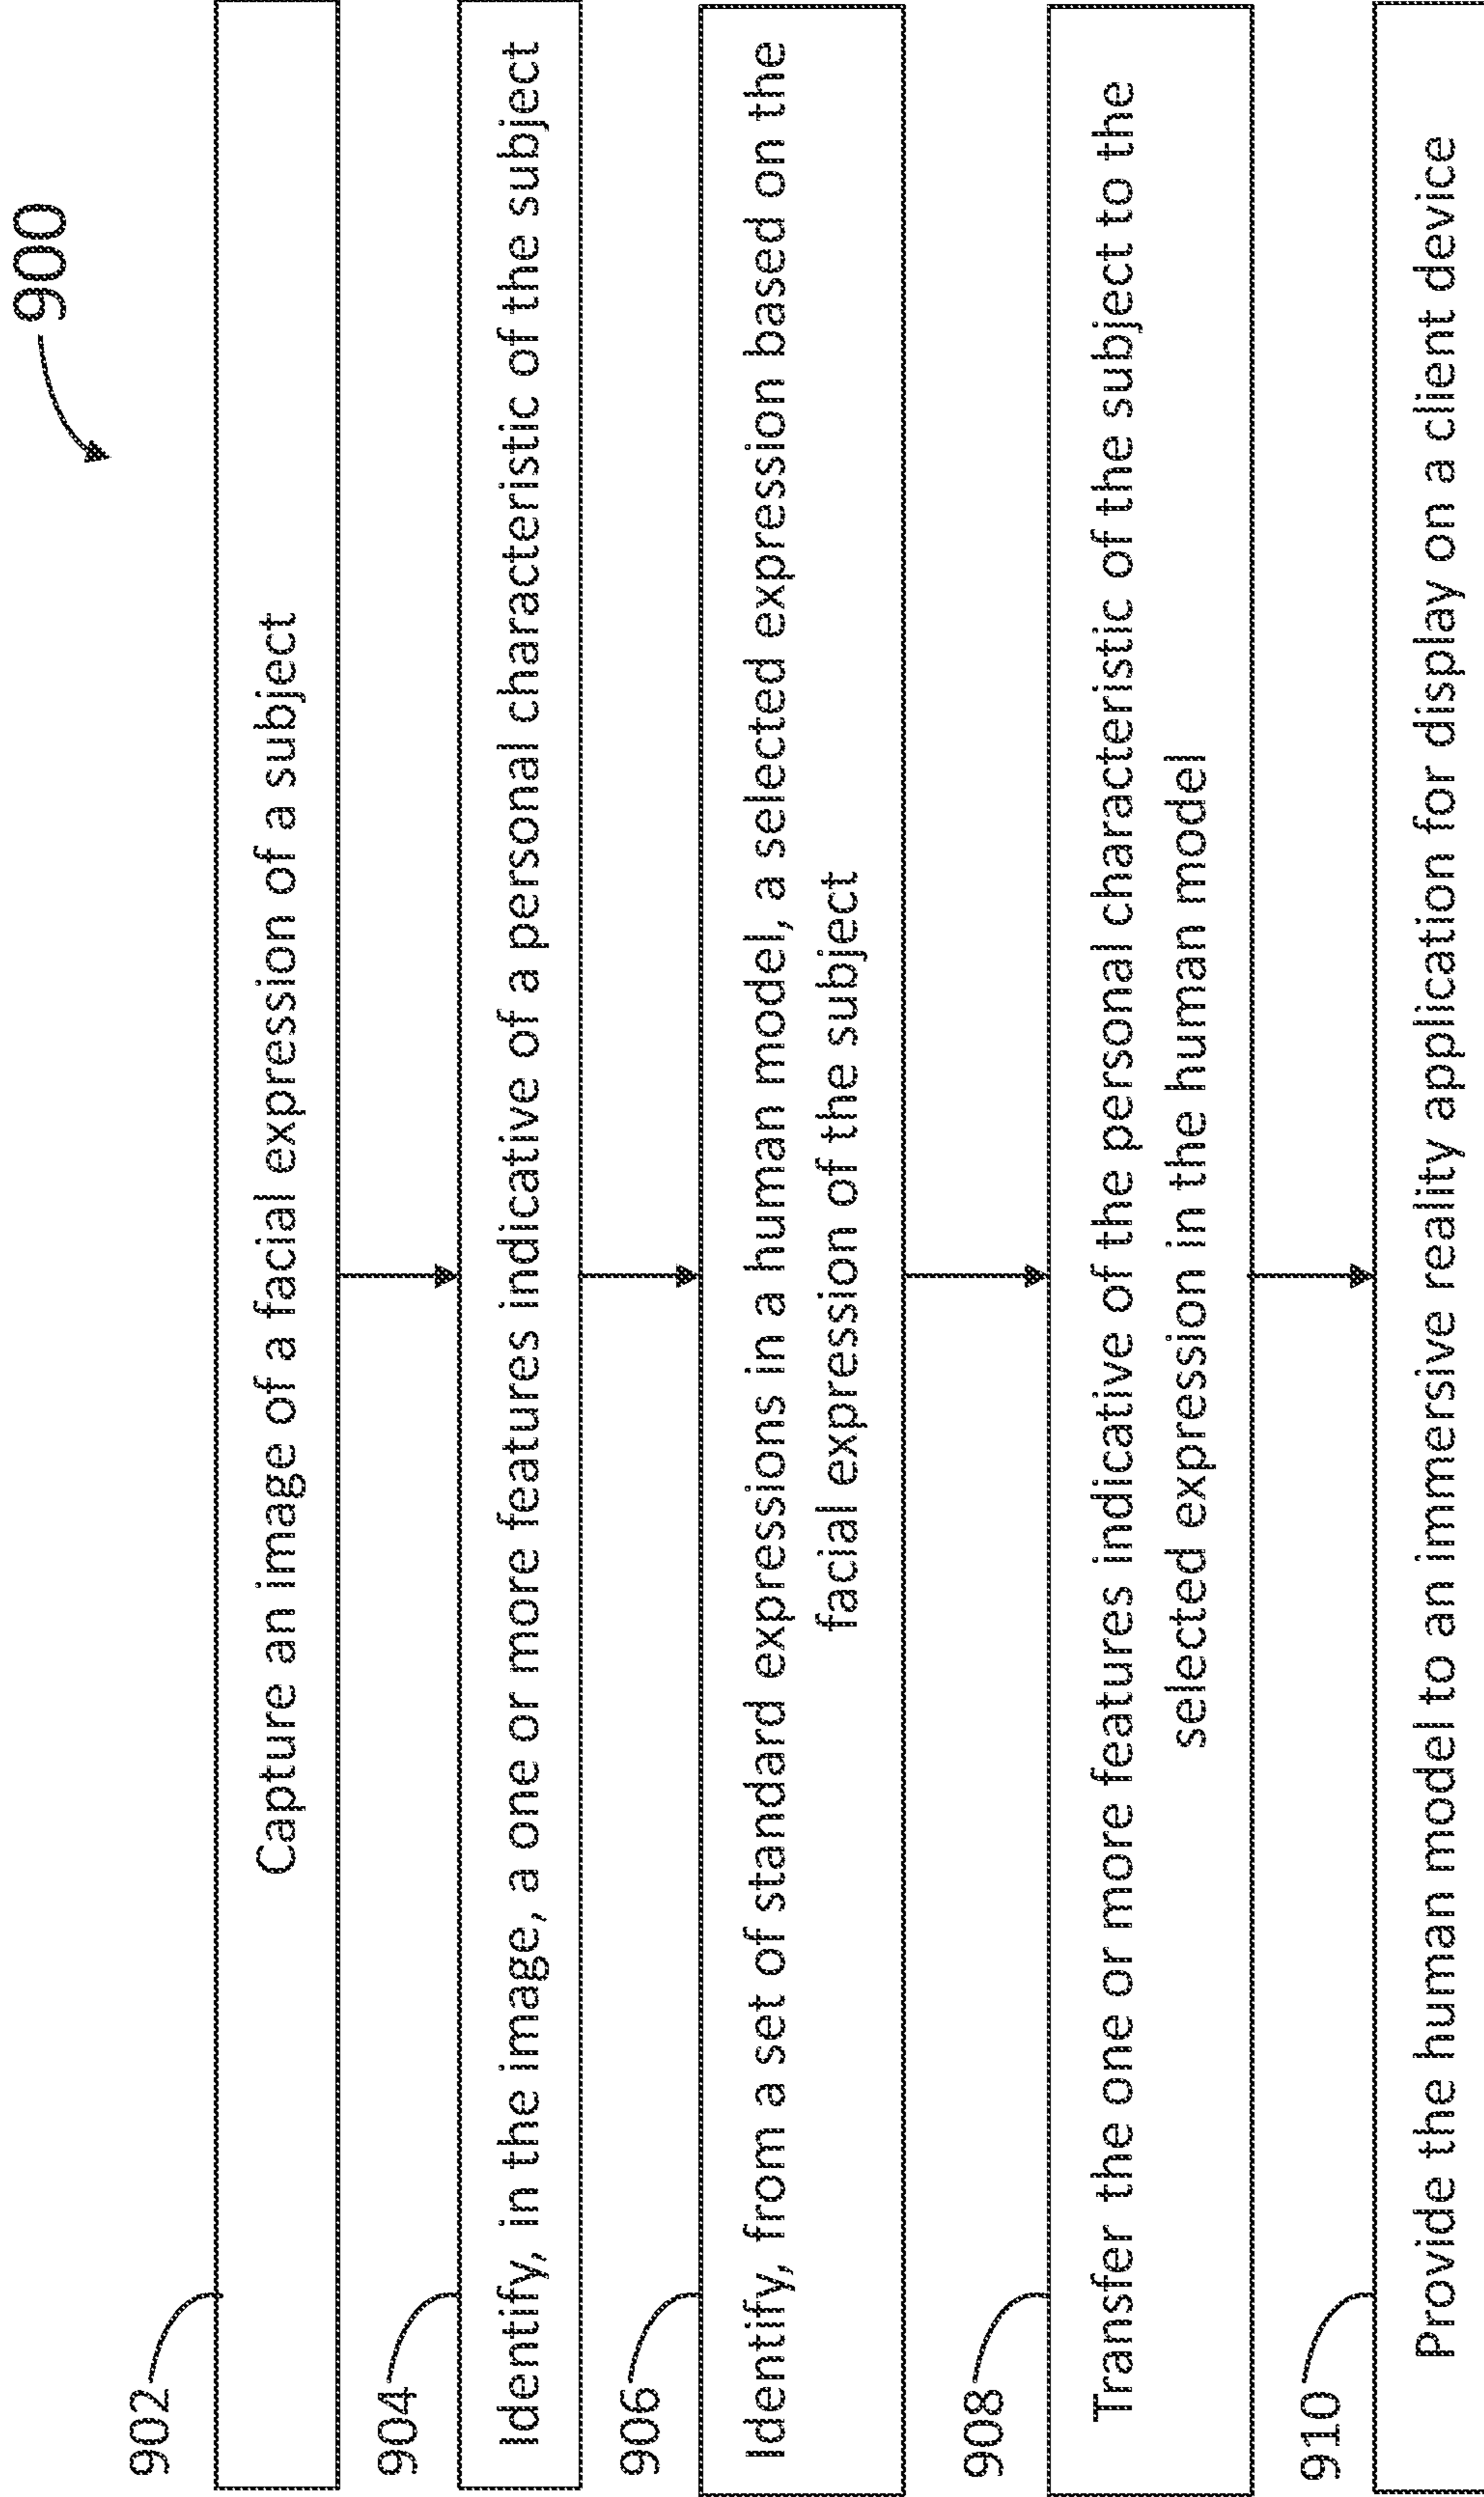 900
902
Capture an image of a facial expression of a subject
904
Identify, in the image, a one or more features indicative of a personal characteristic of the subject
906
Identify, from a set of standard expressions in a human model, a selected expression based on the
facial expression of the subject
908
Transfer the one or more features indicative of the personal characteristic of the subject to the
selected expression in the human model
910
Provide the human model to an immersive reality application for display on a client device